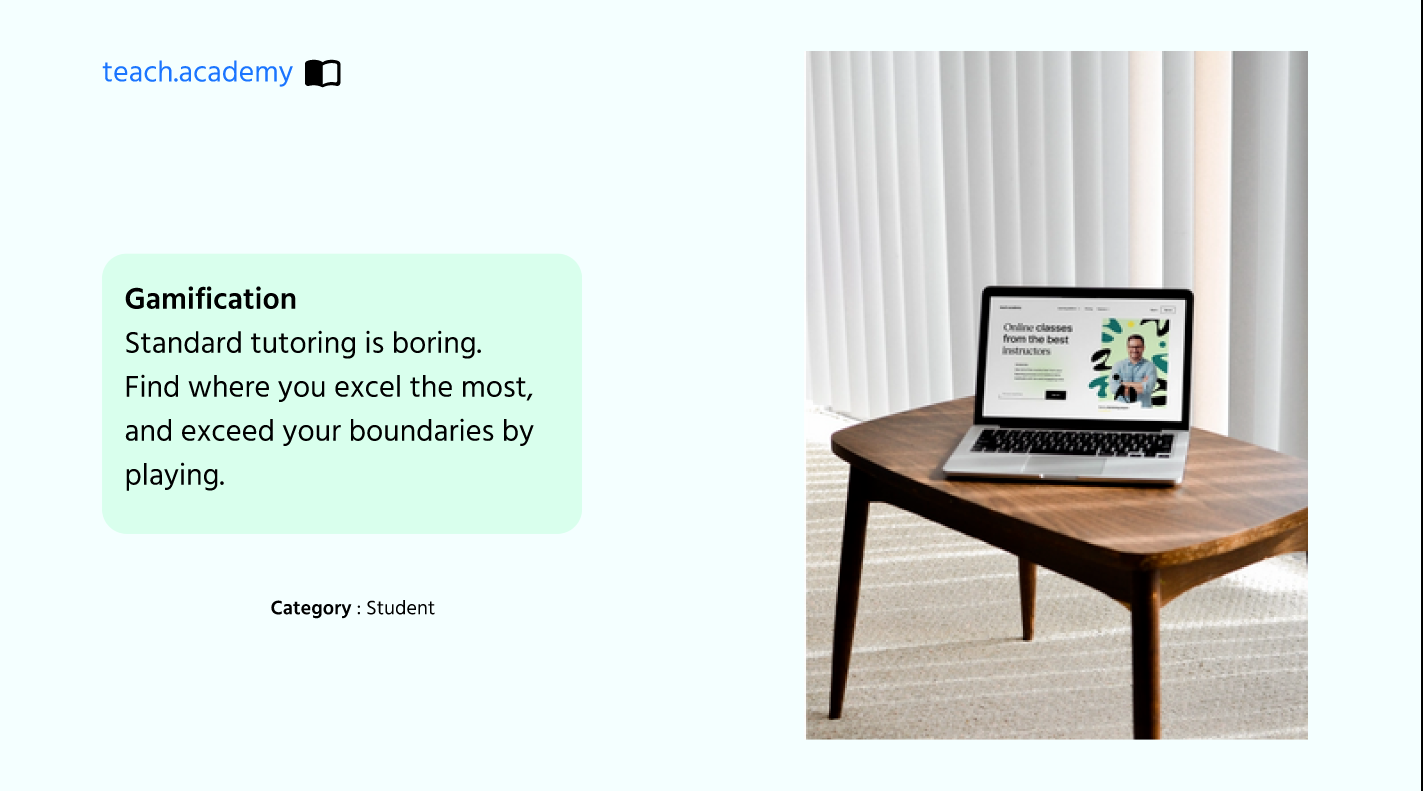 teach.academy
Gamification
Standard tutoring is boring.
Find where you excel the most,
and exceed your boundaries by
playing.
Category : Student
Online classes
from the best
instructors